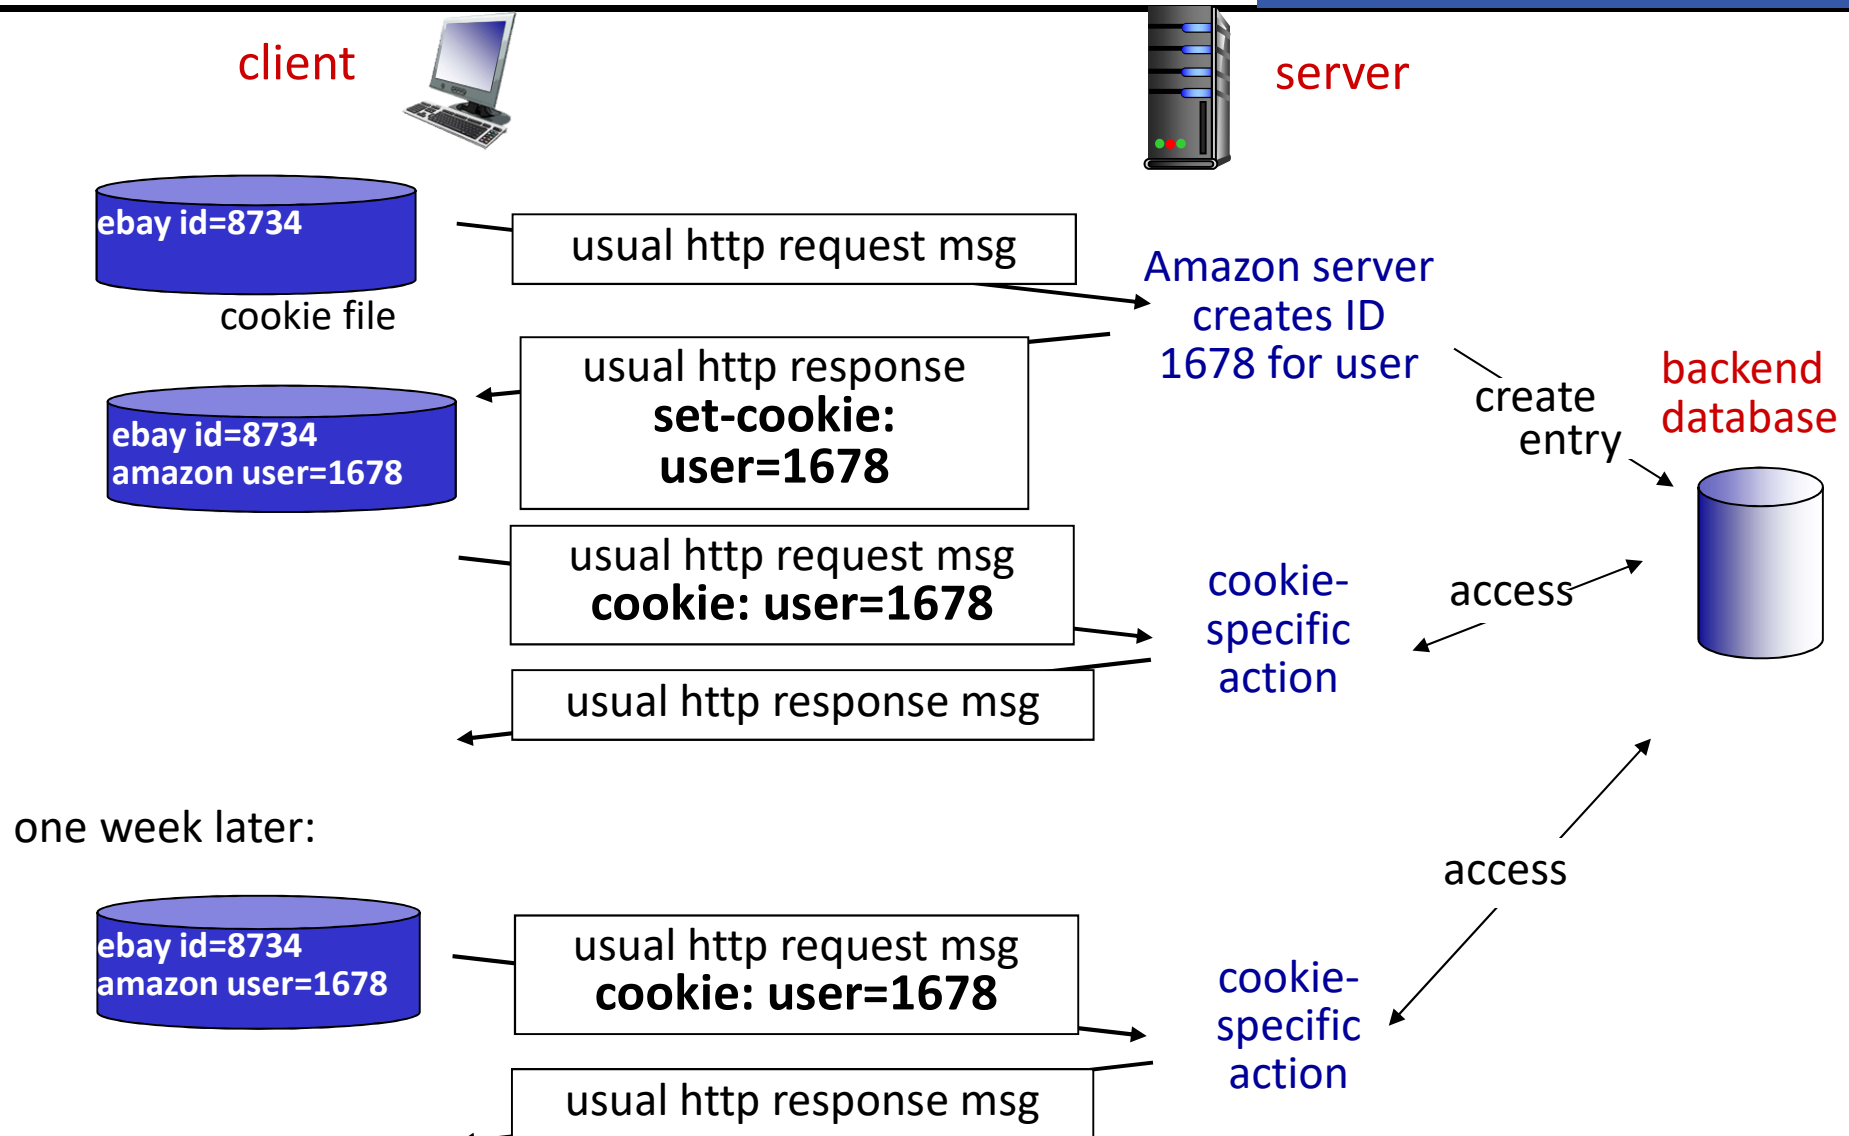 client
server
ebay id=8734
cookie file
usual http request msg
Amazon server
creates ID
1678 for user
usual http response
set-cookie:
user=1678
create
entry
backend
database
ebay id=8734
amazon user=1678
usual http request msg
cookie: user=1678
cookie-
specific
action
access
usual http response msg
one week later:
access
ebay id=8734
amazon user=1678
usual http request msg
cookie: user=1678
cookie-
specific
action
usual http response msg